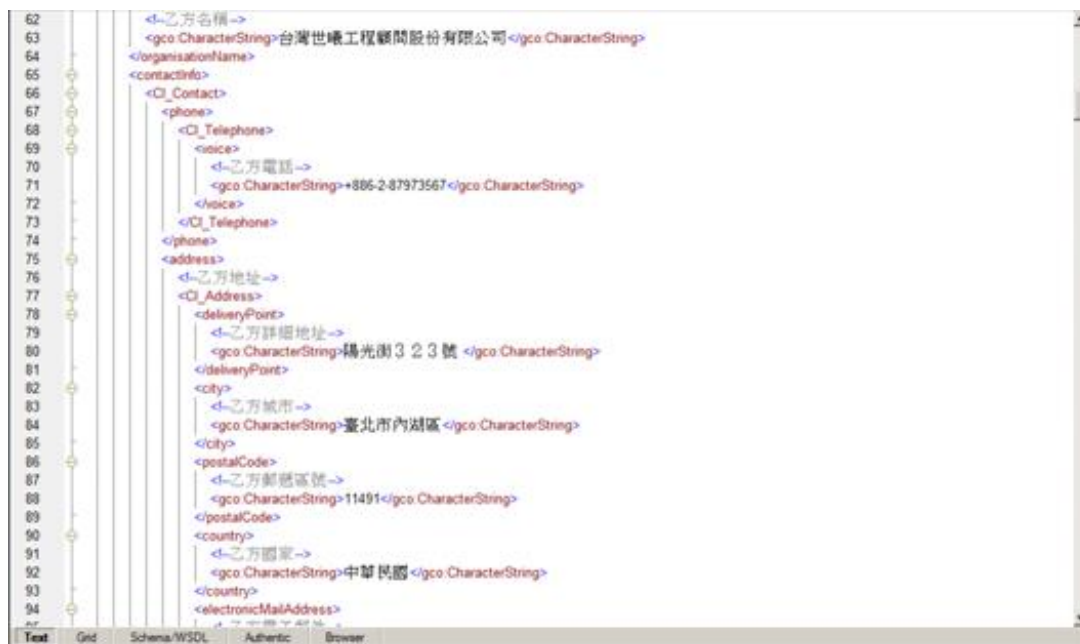 62 <!--乙方名稱-->
63 <gco:CharacterString>台灣世曦工程顧問股份有限公司</gco:CharacterString>
64 </organisationName>
65 <contactInfo>
66 <CI_Contact>
67 <phone>
68 <CI_Telephone>
69 <voice>
70 <!--乙方電話-->
71 <gco:CharacterString>+886-2-87973567</gco:CharacterString>
72 </voice>
73 </CI_Telephone>
74 </phone>
75 <address>
76 <!--乙方地址-->
77 <CI_Address>
78 <deliveryPoint>
79 <!--乙方詳細地址-->
80 <gco:CharacterString>陽光街３２３號 </gco:CharacterString>
81 </deliveryPoint>
82 <city>
83 <!--乙方城市-->
84 <gco:CharacterString>臺北市內湖區</gco:CharacterString>
85 </city>
86 <postalCode>
87 <!--乙方郵遞區號-->
88 <gco:CharacterString>11491</gco:CharacterString>
89 </postalCode>
90 <country>
91 <!--乙方國家-->
92 <gco:CharacterString>中華民國</gco:CharacterString>
93 </country>
94 <electronicMailAddress>
Text Grid Schema/WSDL Authentic Browser